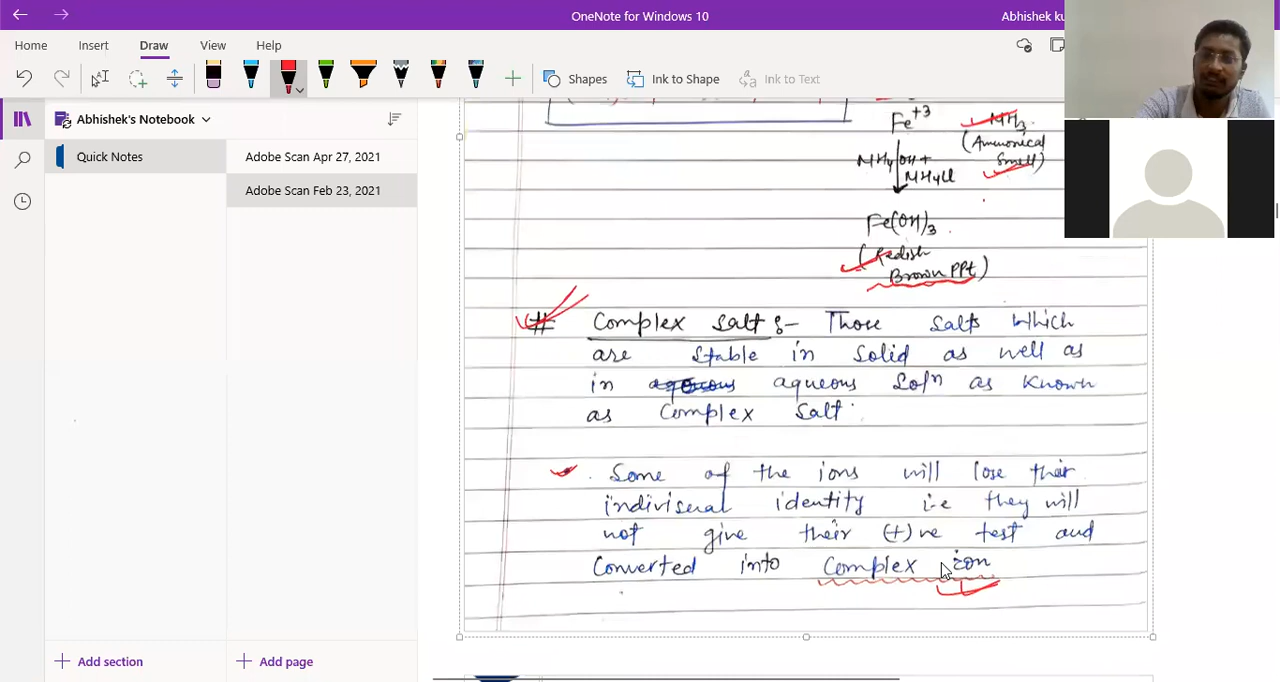 OneNote for Windows 10
Abhishek ku
Home Insert Draw View Help
Shapes Ink to Shape Ink to Text
Abhishek's Notebook
Quick Notes
Adobe Scan Apr 27, 2021
Adobe Scan Feb 23, 2021
Fe+3
NH3
(Ammonical
Smell)
NH4OH +
NH4Cl
Fe(OH)3
(Redish
Brown PPt)
# Complex Salt :- Those Salts Which
are Stable in Solid as well as
in aqueous Sol/n as Known
as Complex Salt.
Some of the ions will lose their
indivisual identity i.e they will
not give their (+)ve test and
Converted into Complex ion
Add section
Add page